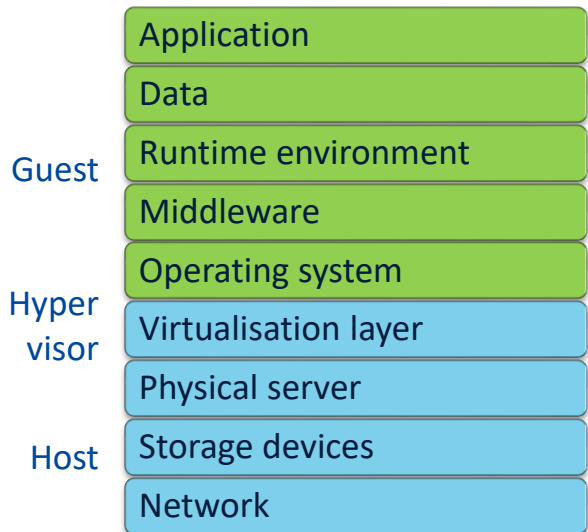 Application
Data
Guest
Runtime environment
Middleware
Operating system
Hyper
visor
Virtualisation layer
Physical server
Host
Storage devices
Network